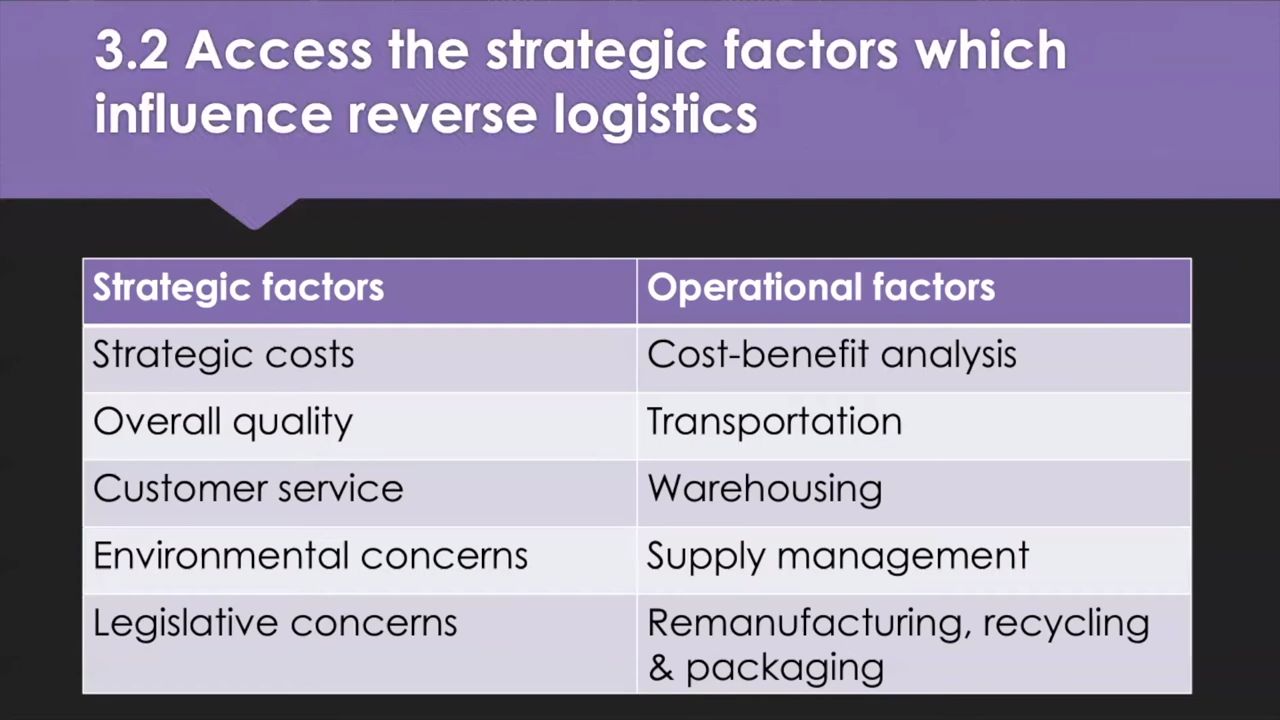 3.2 Access the strategic factors which
influence reverse logistics
Strategic factors
Operational factors
Strategic costs
Cost-benefit analysis
Overall quality
Transportation
Customer service
Warehousing
Environmental concerns
Supply management
Legislative concerns
Remanufacturing, recycling
& packaging